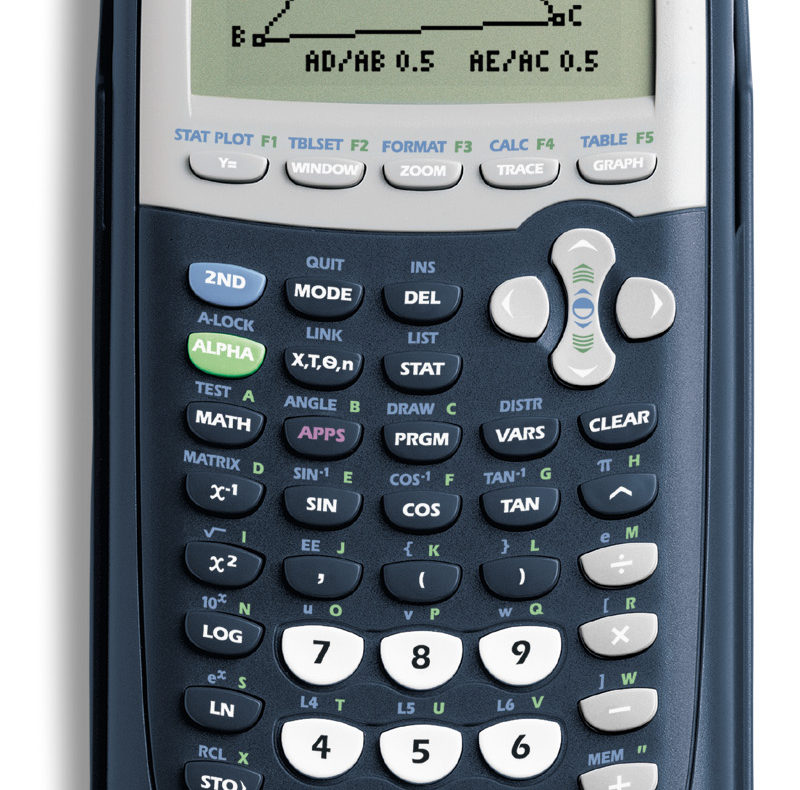 B C
AD/AB 0.5 AE/AC 0.5
STAT PLOT F1 TBLSET F2 FORMAT F3 CALC F4 TABLE F5
Y= WINDOW ZOOM TRACE GRAPH
QUIT INS
2ND MODE DEL
A-LOCK LINK LIST
ALPHA X,T,Θ,n STAT
TEST A ANGLE B DRAW C DISTR
MATH APPS PRGM VARS CLEAR
MATRIX D SIN⁻¹ E COS⁻¹ F TAN⁻¹ G π H
x⁻¹ SIN COS TAN ^
√‾ I EE J { K } L e M
x² , ( ) ÷
10ˣ N u O v P w Q [ R
LOG 7 8 9 ×
eˣ S L4 T L5 U L6 V ] W
LN 4 5 6 −
RCL X MEM "
STO +